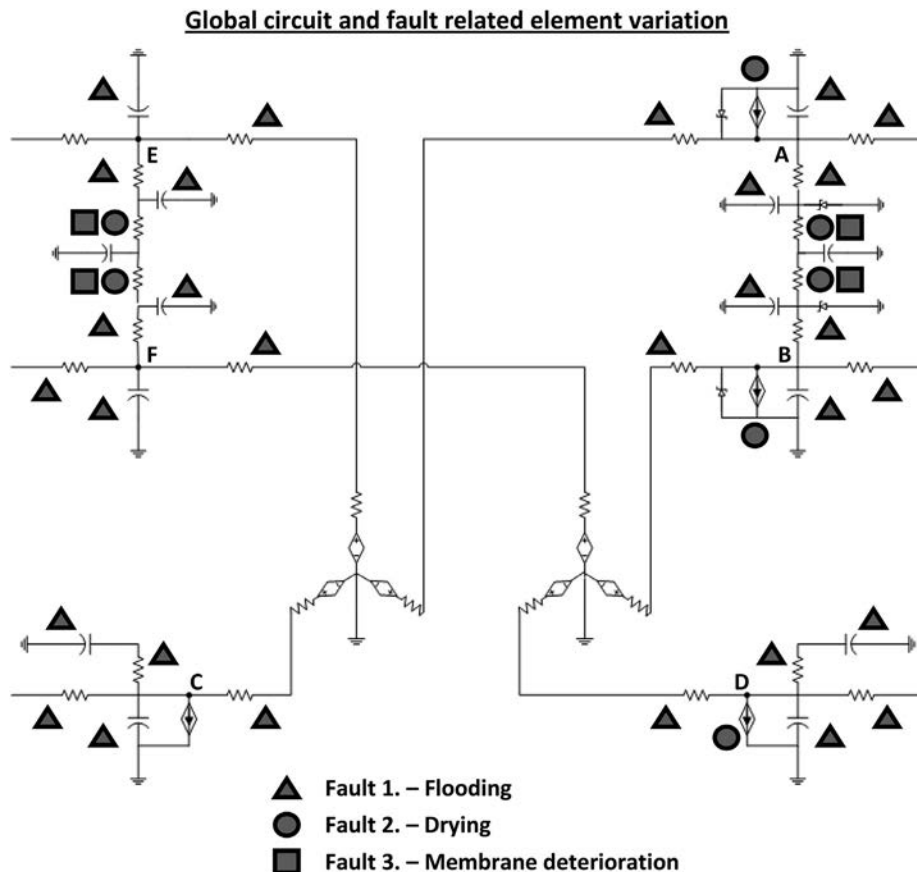 Global circuit and fault related element variation
E
A
F
B
C
D
Fault 1. – Flooding
Fault 2. – Drying
Fault 3. – Membrane deterioration